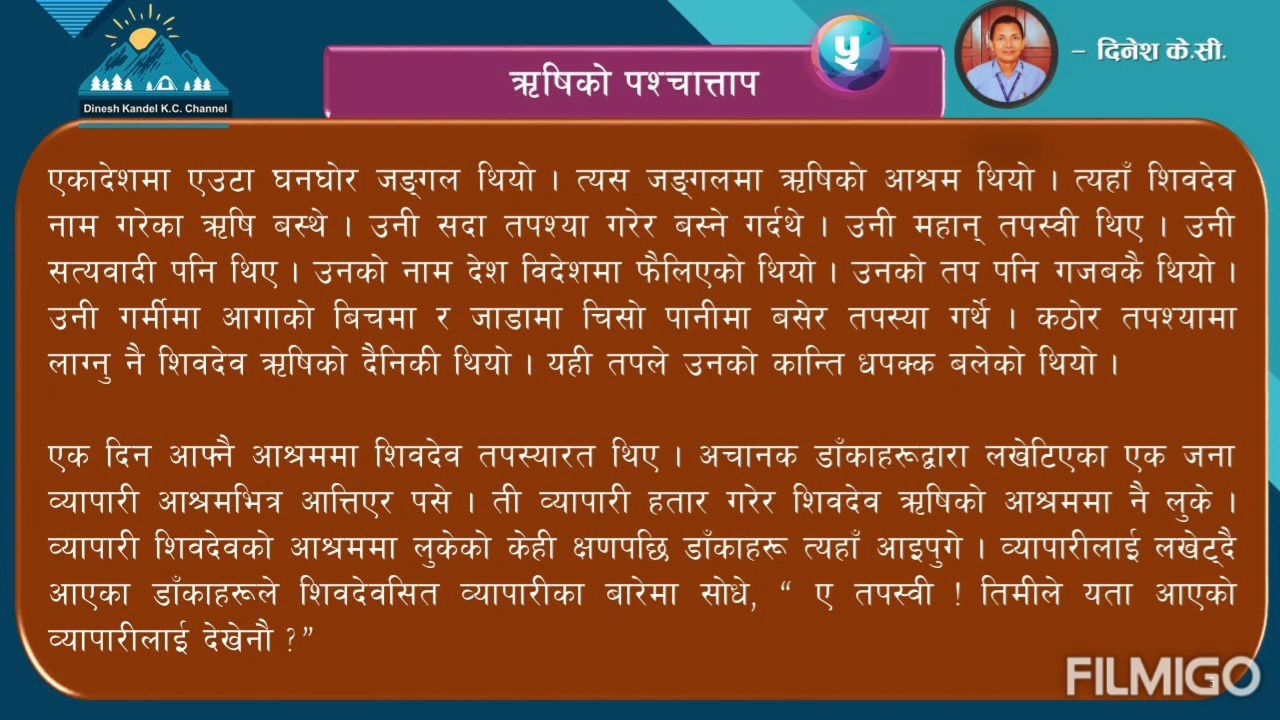 Dinesh Kandel K.C. Channel
ऋषिको पश्चात्ताप
५
– दिनेश के.सी.
एकादेशमा एउटा घनघोर जङ्गल थियो । त्यस जङ्गलमा ऋषिको आश्रम थियो । त्यहाँ शिवदेव
नाम गरेका ऋषि बस्थे । उनी सदा तपश्या गरेर बस्ने गर्दथे । उनी महान् तपस्वी थिए । उनी
सत्यवादी पनि थिए । उनको नाम देश विदेशमा फैलिएको थियो । उनको तप पनि गजबकै थियो ।
उनी गर्मीमा आगाको बिचमा र जाडामा चिसो पानीमा बसेर तपस्या गर्थे । कठोर तपश्यामा
लाग्नु नै शिवदेव ऋषिको दैनिकी थियो । यही तपले उनको कान्ति धपक्क बलेको थियो ।
एक दिन आफ्नै आश्रममा शिवदेव तपस्यारत थिए । अचानक डाँकाहरूद्वारा लखेटिएका एक जना
व्यापारी आश्रमभित्र आत्तिएर पसे । ती व्यापारी हतार गरेर शिवदेव ऋषिको आश्रममा नै लुके ।
व्यापारी शिवदेवको आश्रममा लुकेको केही क्षणपछि डाँकाहरू त्यहाँ आइपुगे । व्यापारीलाई लखेट्दै
आएका डाँकाहरूले शिवदेवसित व्यापारीका बारेमा सोधे, “ ए तपस्वी ! तिमीले यता आएको
व्यापारीलाई देखेनौ ?”
FILMIGO